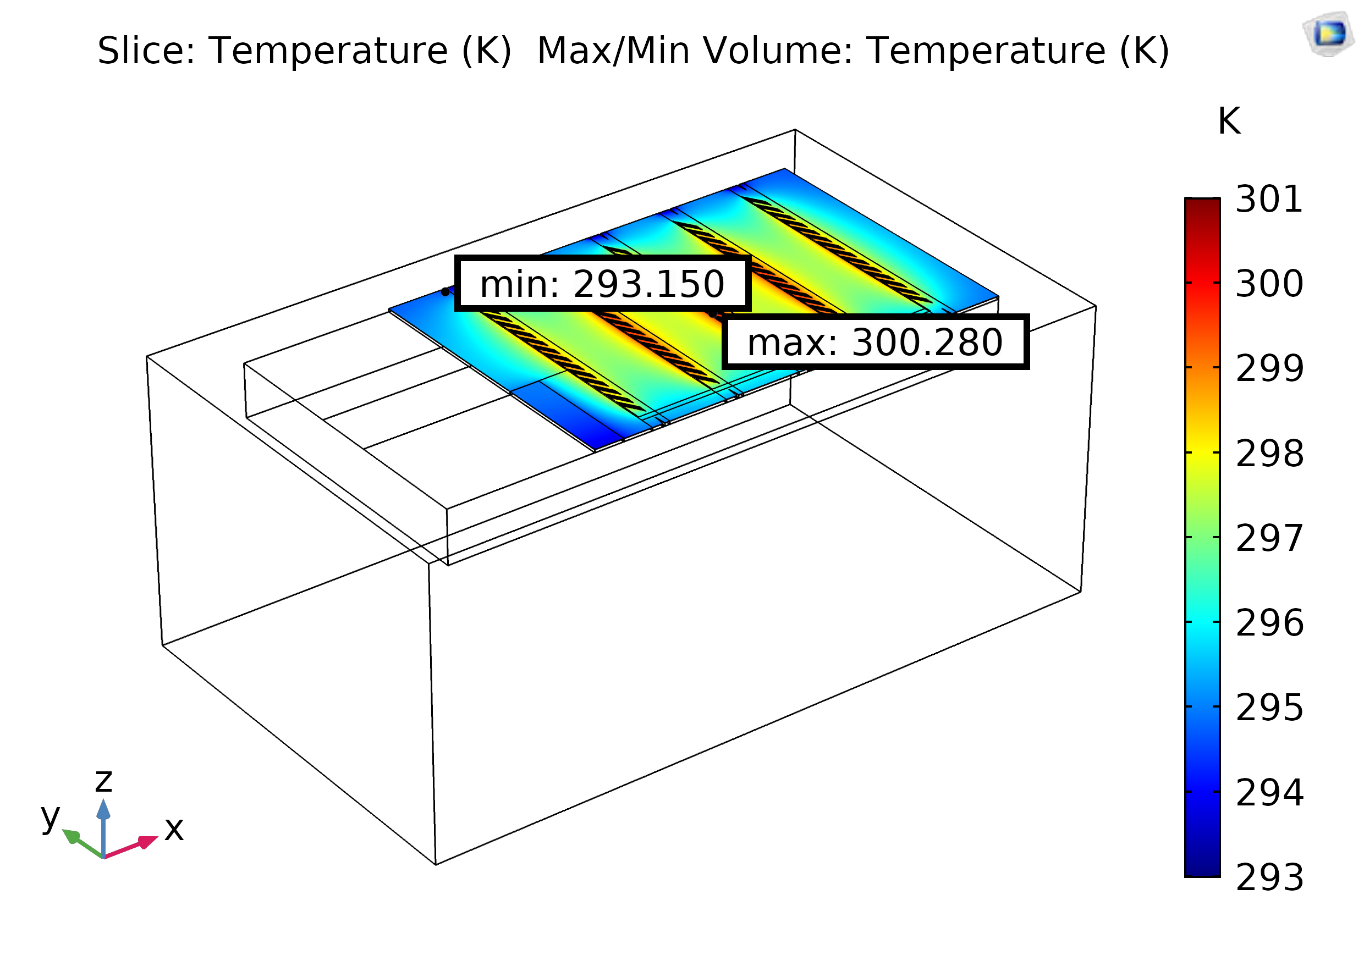 Slice: Temperature (K)  Max/Min Volume: Temperature (K)
K
301
300
299
298
297
296
295
294
293
min: 293.150
max: 300.280
z
y
x